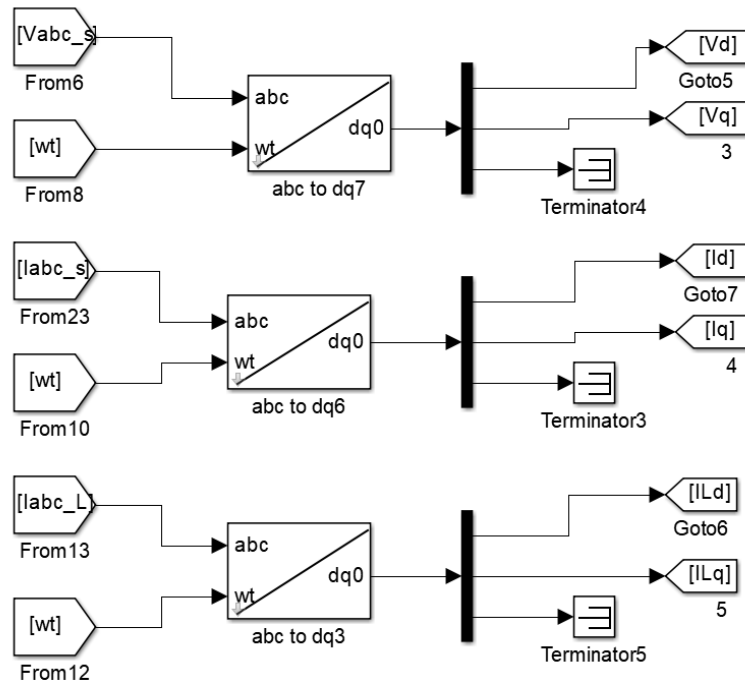 [Vabc_s]
From6
[wt]
From8
abc
wt
dq0
abc to dq7
[Vd]
Goto5
[Vq]
3
Terminator4
[Iabc_s]
From23
[wt]
From10
abc
wt
dq0
abc to dq6
[Id]
Goto7
[Iq]
4
Terminator3
[Iabc_L]
From13
[wt]
From12
abc
wt
dq0
abc to dq3
[ILd]
Goto6
[ILq]
5
Terminator5